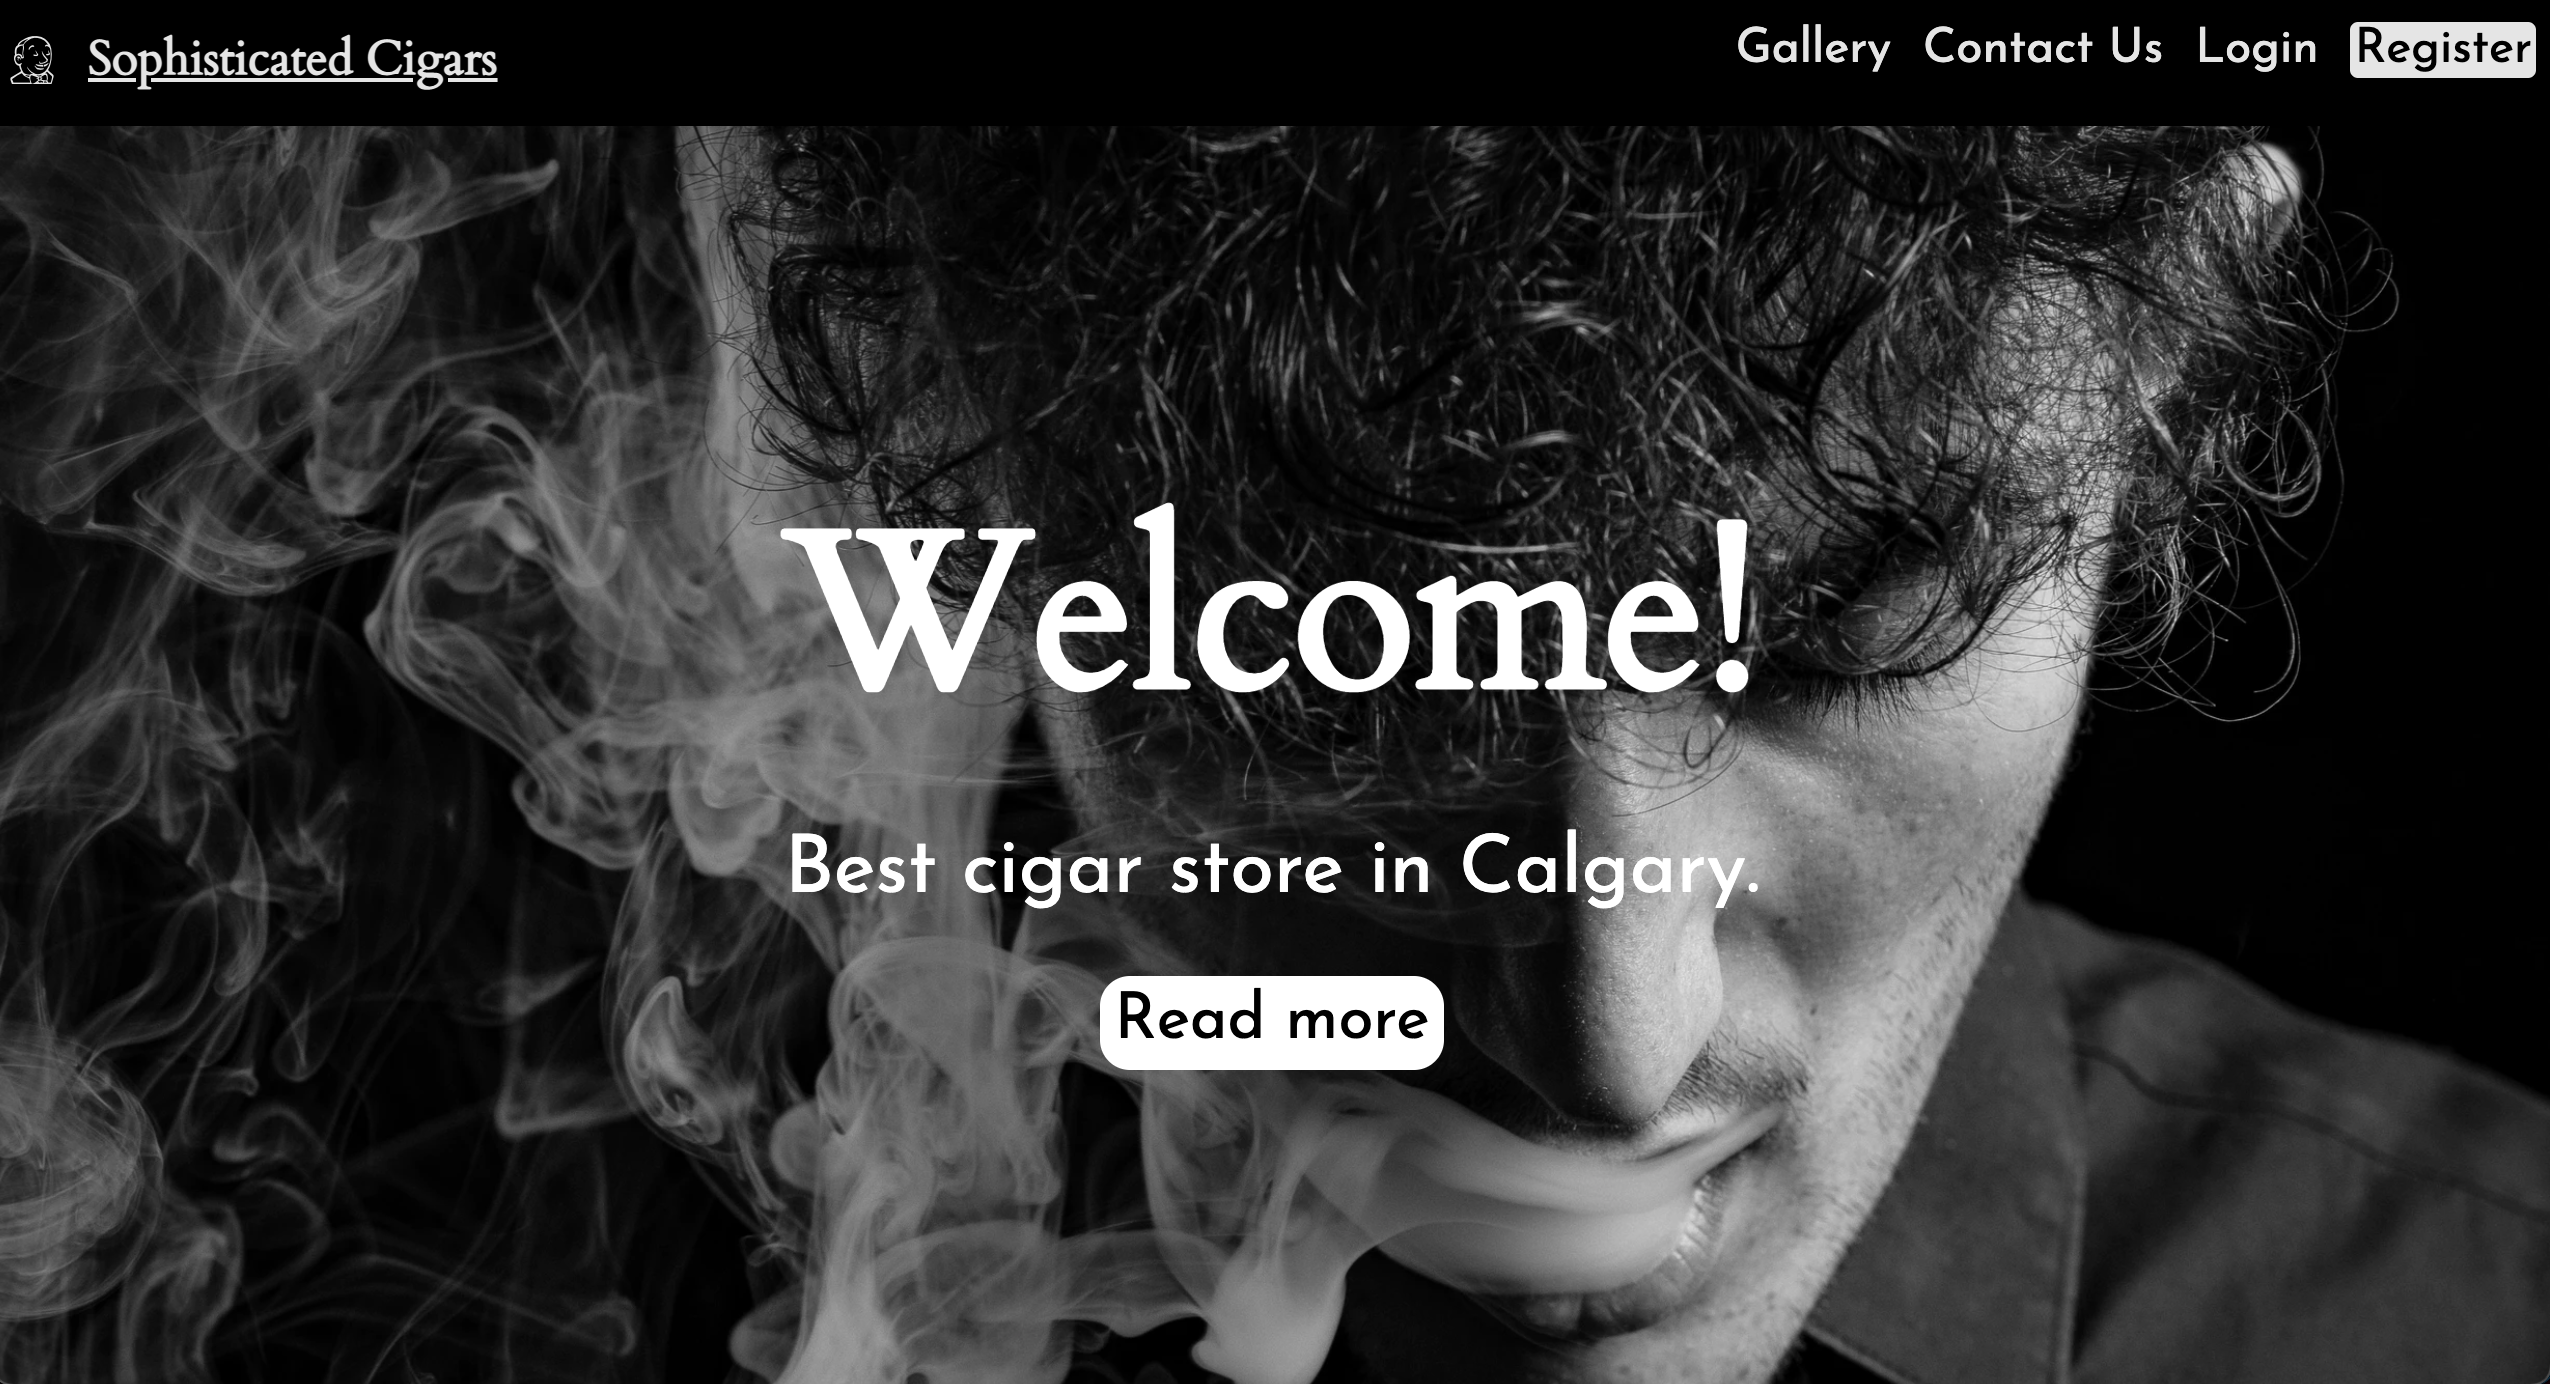 Sophisticated Cigars
Gallery Contact Us Login Register
Welcome!
Best cigar store in Calgary.
Read more